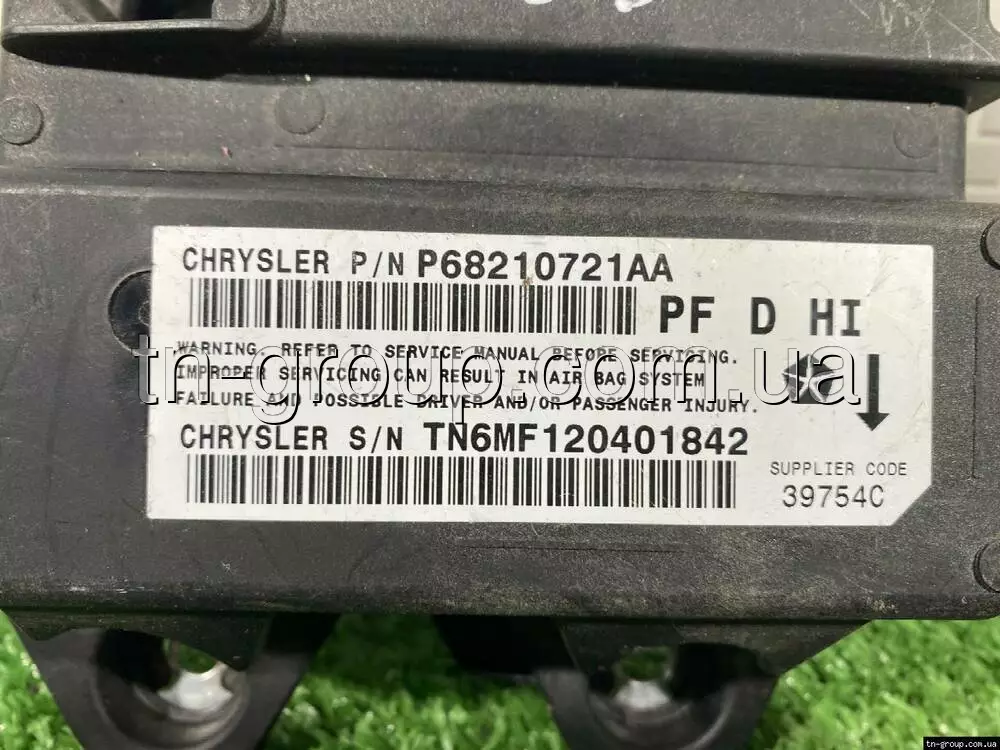 CHRYSLER P/N P68210721AA
PF D HI
WARNING. REFER TO SERVICE MANUAL BEFORE SERVICING.
IMPROPER SERVICING CAN RESULT IN AIR BAG SYSTEM
FAILURE AND POSSIBLE DRIVER AND/OR PASSENGER INJURY.
tn-group.com.ua
CHRYSLER S/N TN6MF120401842
SUPPLIER CODE
39754C
tn-group.com.ua